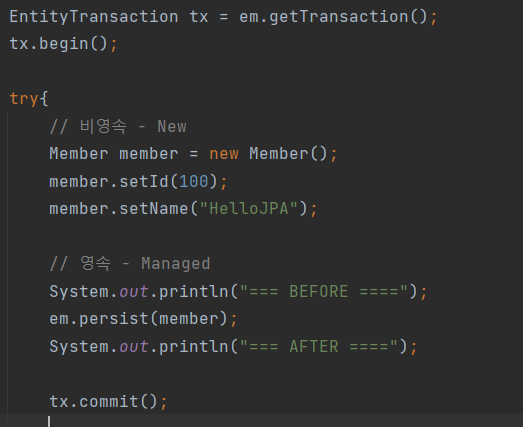 EntityTransaction tx = em.getTransaction();
tx.begin();
try{
// 비영속 - New
Member member = new Member();
member.setId(100);
member.setName("HelloJPA");
// 영속 - Managed
System.out.println("=== BEFORE ====");
em.persist(member);
System.out.println("=== AFTER ====");
tx.commit();